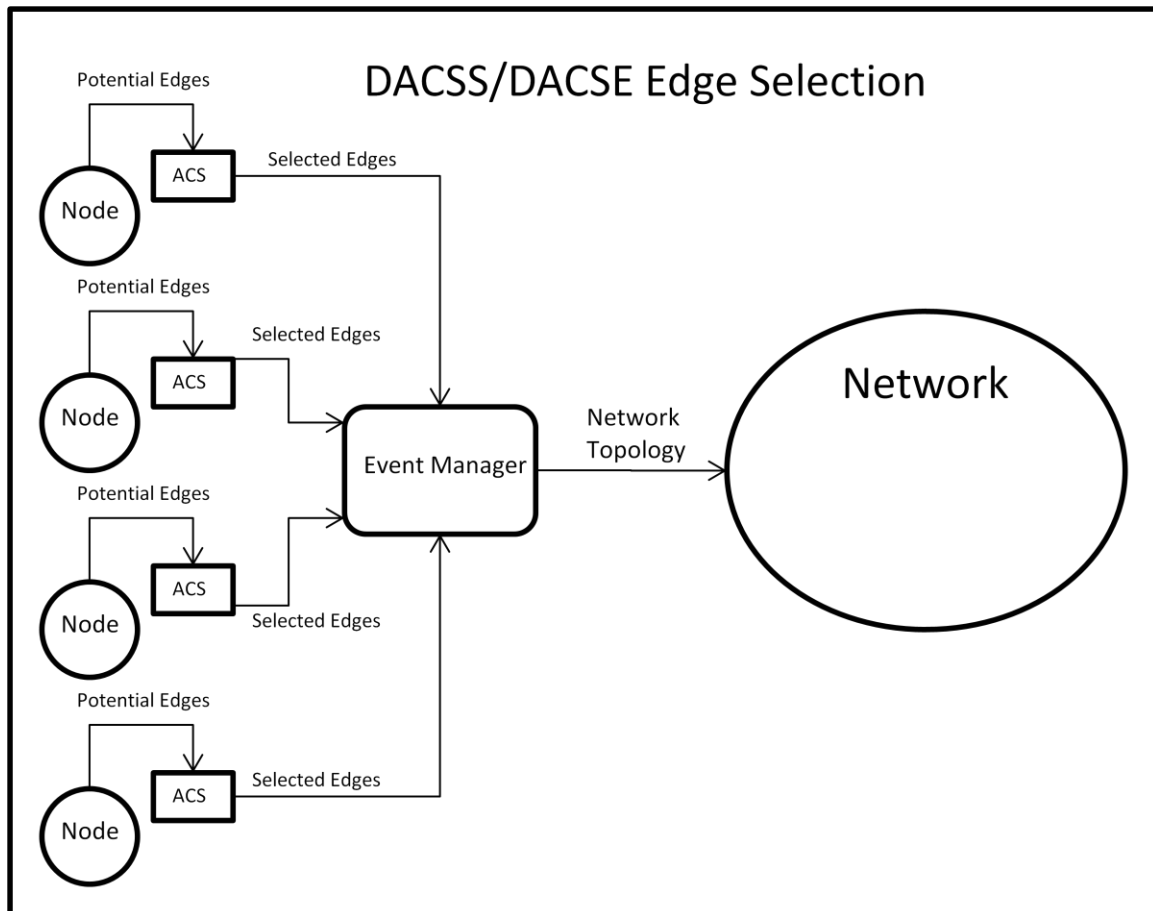 DACSS/DACSE Edge Selection
Potential Edges
ACS
Selected Edges
Node
Potential Edges
Selected Edges
ACS
Node
Network
Network
Topology
Event Manager
Potential Edges
ACS
Selected Edges
Node
Potential Edges
ACS
Selected Edges
Node